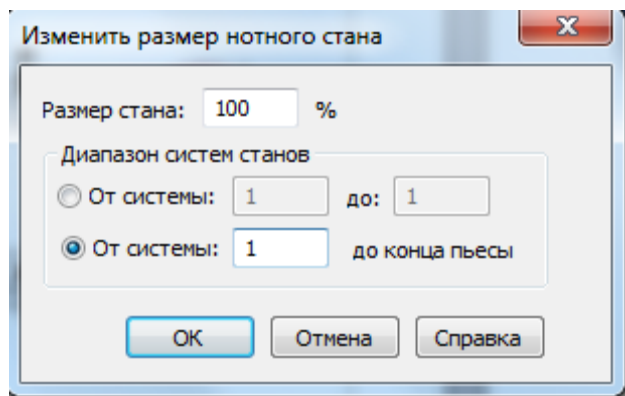 Изменить размер нотного стана
Размер стана: 100 %
Диапазон систем станов
От системы: 1 до: 1
От системы: 1 до конца пьесы
ОК Отмена Справка